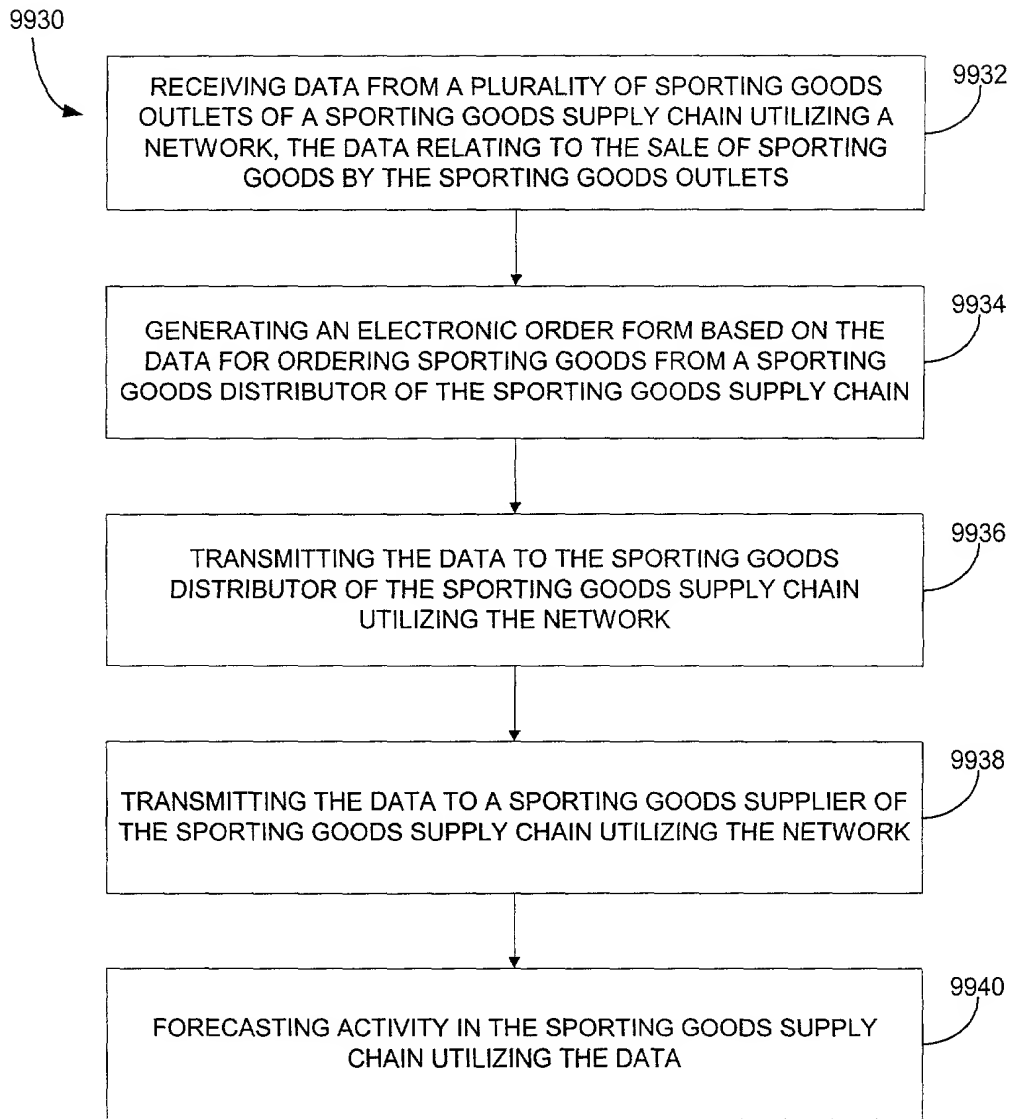 9930
RECEIVING DATA FROM A PLURALITY OF SPORTING GOODS
OUTLETS OF A SPORTING GOODS SUPPLY CHAIN UTILIZING A
NETWORK, THE DATA RELATING TO THE SALE OF SPORTING
GOODS BY THE SPORTING GOODS OUTLETS
9932
GENERATING AN ELECTRONIC ORDER FORM BASED ON THE
DATA FOR ORDERING SPORTING GOODS FROM A SPORTING
GOODS DISTRIBUTOR OF THE SPORTING GOODS SUPPLY CHAIN
9934
TRANSMITTING THE DATA TO THE SPORTING GOODS
DISTRIBUTOR OF THE SPORTING GOODS SUPPLY CHAIN
UTILIZING THE NETWORK
9936
TRANSMITTING THE DATA TO A SPORTING GOODS SUPPLIER OF
THE SPORTING GOODS SUPPLY CHAIN UTILIZING THE NETWORK
9938
FORECASTING ACTIVITY IN THE SPORTING GOODS SUPPLY
CHAIN UTILIZING THE DATA
9940